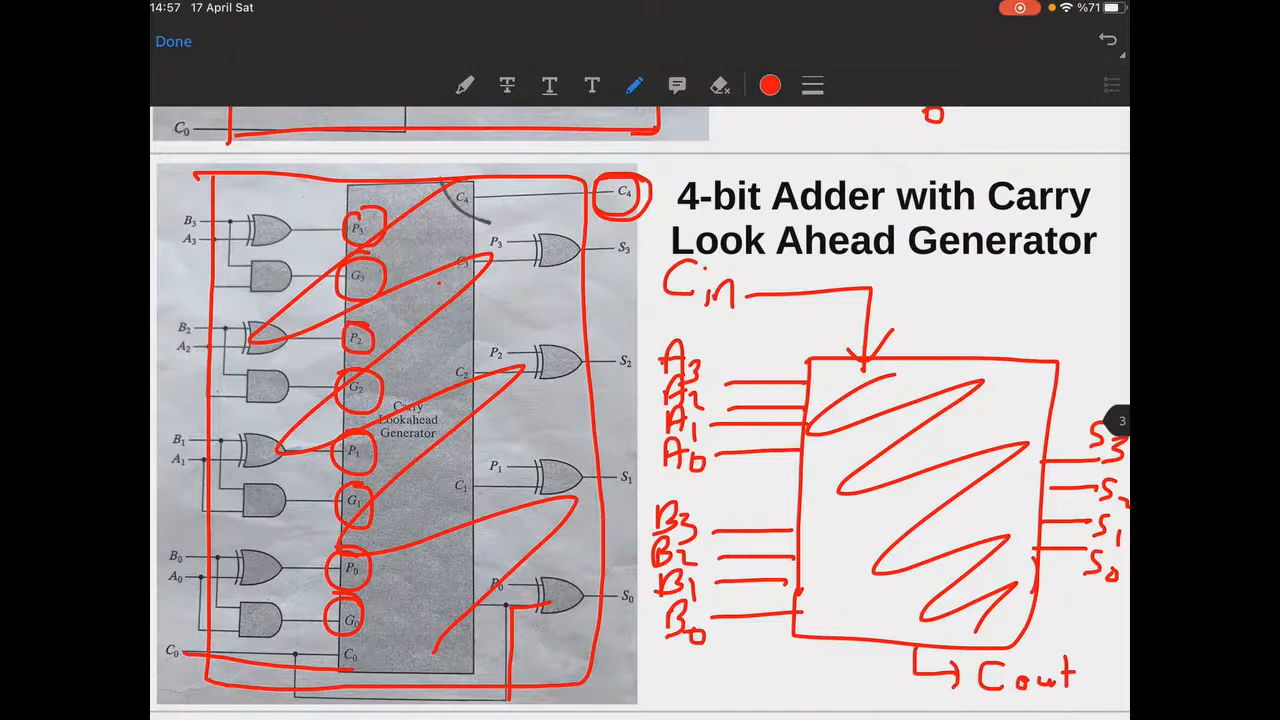 14:57 17 April Sat %71
Done
C0
4-bit Adder with Carry
Look Ahead Generator
C4 C4
B3 P3
A3 P3 S3
G3 C3
B2 P2
A2 P2 S2
G2 C2
Carry
Lookahead
Generator
B1 P1
A1 P1 S1
G1 C1
B0 P0
A0 P0 S0
G0
C0 C0
Cin
A3
A2
A1
A0
B3
B2
B1
B0
3
S3
S2
S1
S0
Cout